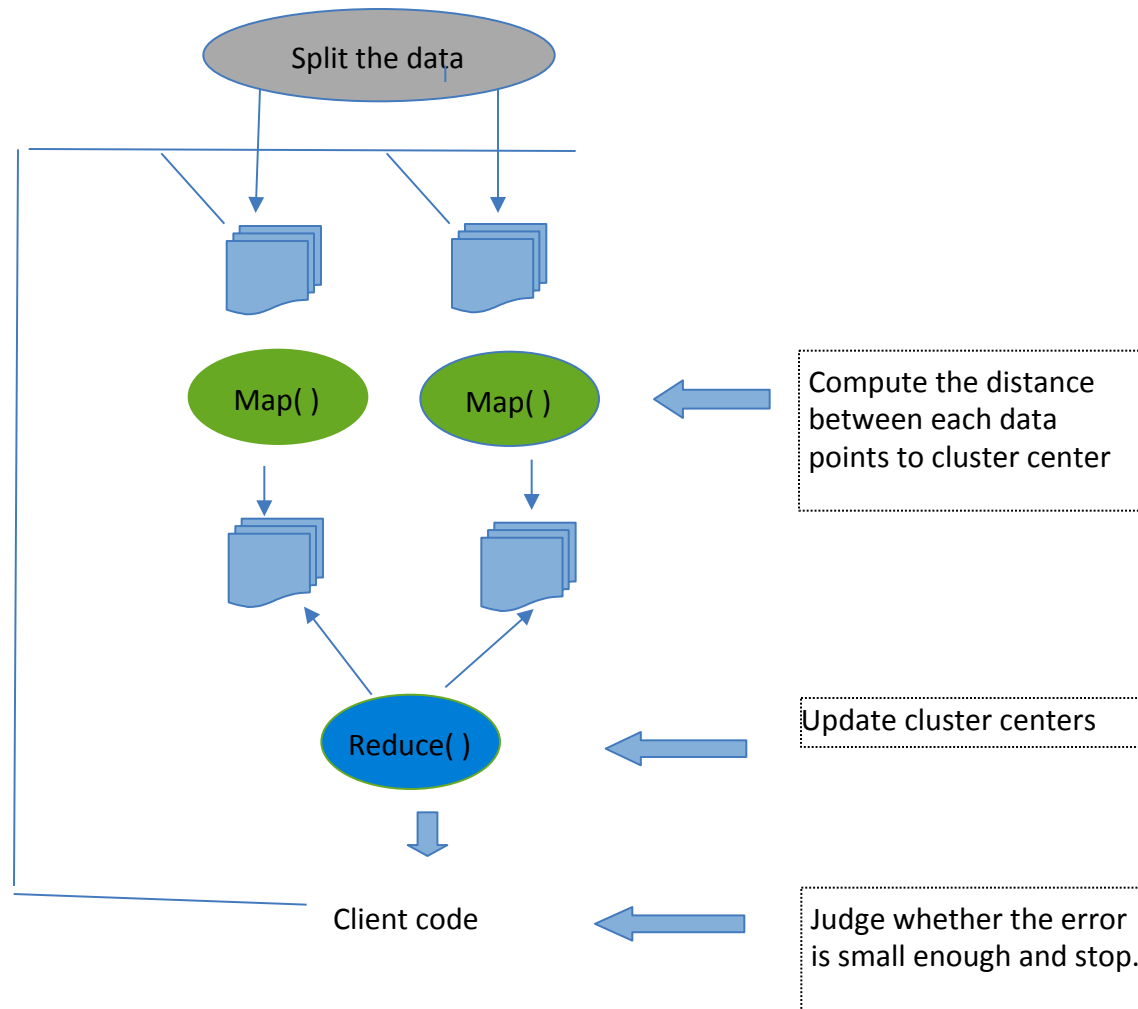 Split the data
Map( )
Map( )
Compute the distance
between each data
points to cluster center
Reduce( )
Update cluster centers
Client code
Judge whether the error
is small enough and stop.